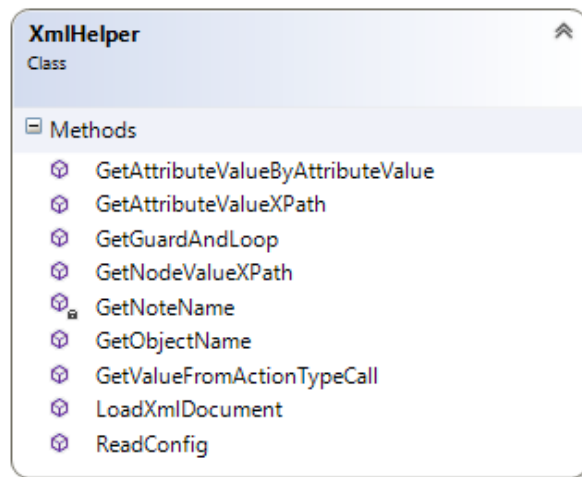 XmlHelper
Class
Methods
GetAttributeValueByAttributeValue
GetAttributeValueXPath
GetGuardAndLoop
GetNodeValueXPath
GetNoteName
GetObjectName
GetValueFromActionTypeCall
LoadXmlDocument
ReadConfig